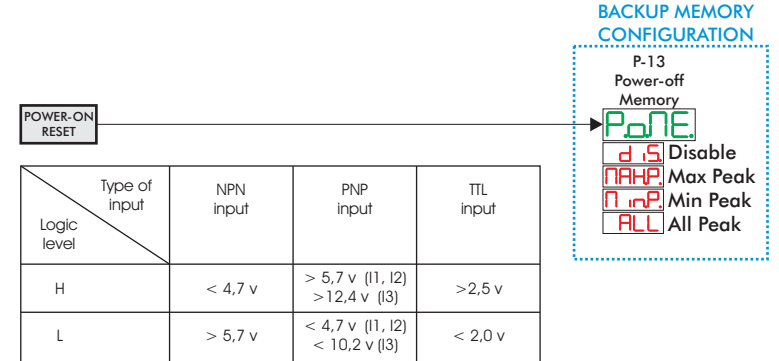 BACKUP MEMORY
CONFIGURATION
P-13
Power-off
Memory
POWER-ON
RESET
P.o.ME.
d iS. Disable
MAHP. Max Peak
M inP. Min Peak
ALL All Peak
Type of
input
Logic
level
NPN
input
PNP
input
TTL
input
H
< 4,7 v
> 5,7 v (I1, I2)
>12,4 v (I3)
>2,5 v
L
> 5,7 v
< 4,7 v (I1, I2)
< 10,2 v (I3)
< 2,0 v